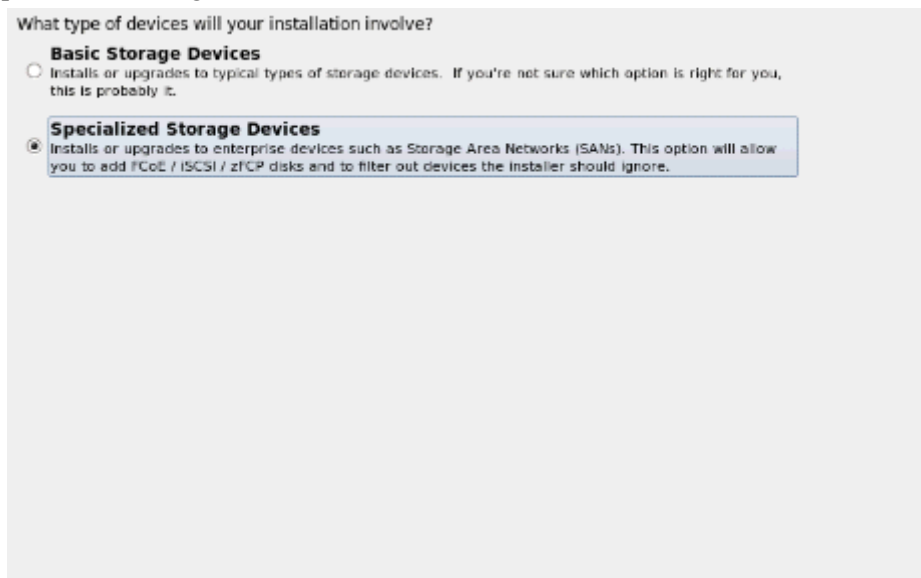 What type of devices will your installation involve?
Basic Storage Devices
Installs or upgrades to typical types of storage devices.  If you're not sure which option is right for you,
this is probably it.
Specialized Storage Devices
Installs or upgrades to enterprise devices such as Storage Area Networks (SANs). This option will allow
you to add FCoE / iSCSI / zFCP disks and to filter out devices the installer should ignore.